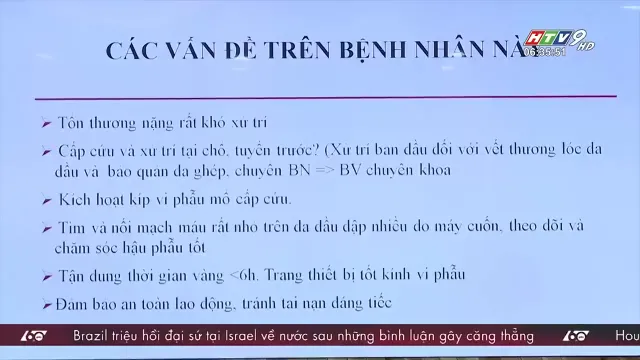 HTV9 HD
06:35:51
CÁC VẤN ĐỀ TRÊN BỆNH NHÂN NÀY
Tổn thương nặng rất khó xử trí
Cấp cứu và xử trí tại chỗ, tuyến trước? (Xử trí ban đầu đối với vết thương lóc da
đầu và bảo quản da ghép, chuyển BN => BV chuyên khoa
Kích hoạt kíp vi phẫu mổ cấp cứu.
Tìm và nối mạch máu rất nhỏ trên da đầu dập nhiều do máy cuốn, theo dõi và
chăm sóc hậu phẫu tốt
Tận dụng thời gian vàng <6h. Trang thiết bị tốt kính vi phẫu
Đảm bảo an toàn lao động, tránh tai nạn đáng tiếc
60 Brazil triệu hồi đại sứ tại Israel về nước sau những bình luận gây căng thẳng 60 Hou